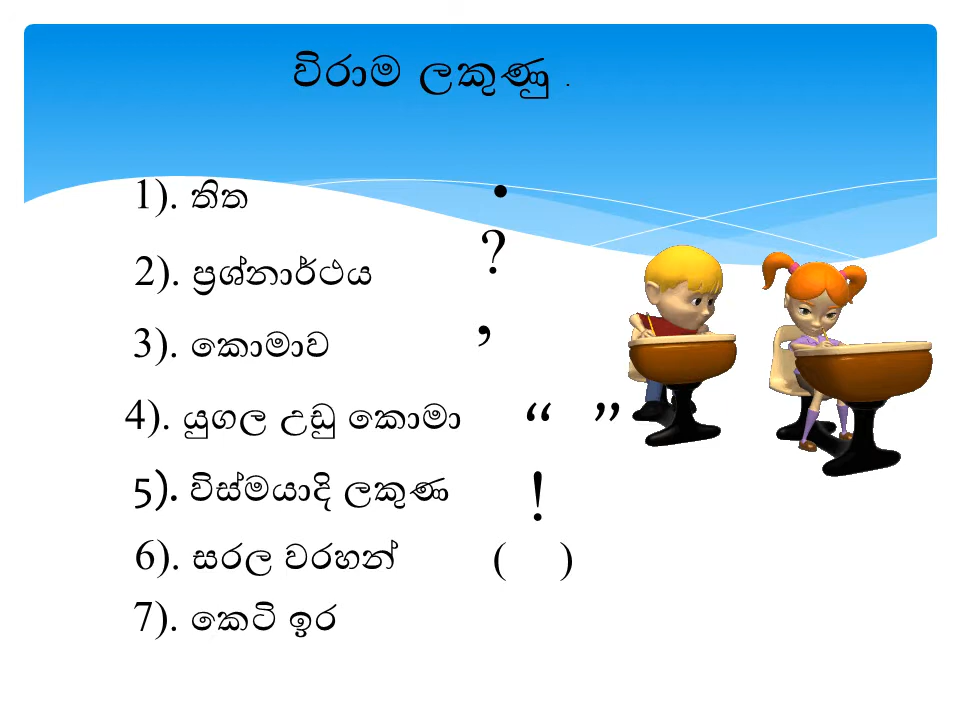 විරාම ලකුණු .
1). තිත •
2). ප්‍රශ්නාර්ථය ?
3). කොමාව ,
4). යුගල උඩු කොමා “ ”
5). විස්මයාදි ලකුණ !
6). සරල වරහන් ( )
7). කෙටි ඉර